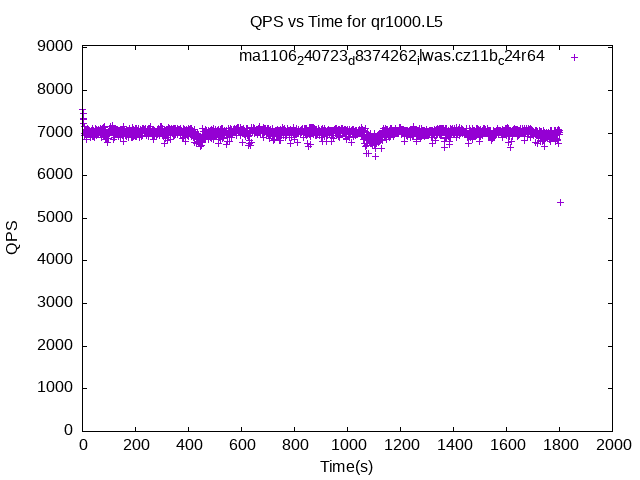 QPS vs Time for qr1000.L5
ma1106240723d8374262ilwas.cz11bc24r64
9000
8000
7000
6000
5000
4000
3000
2000
1000
0
QPS
0 200 400 600 800 1000 1200 1400 1600 1800 2000
Time(s)